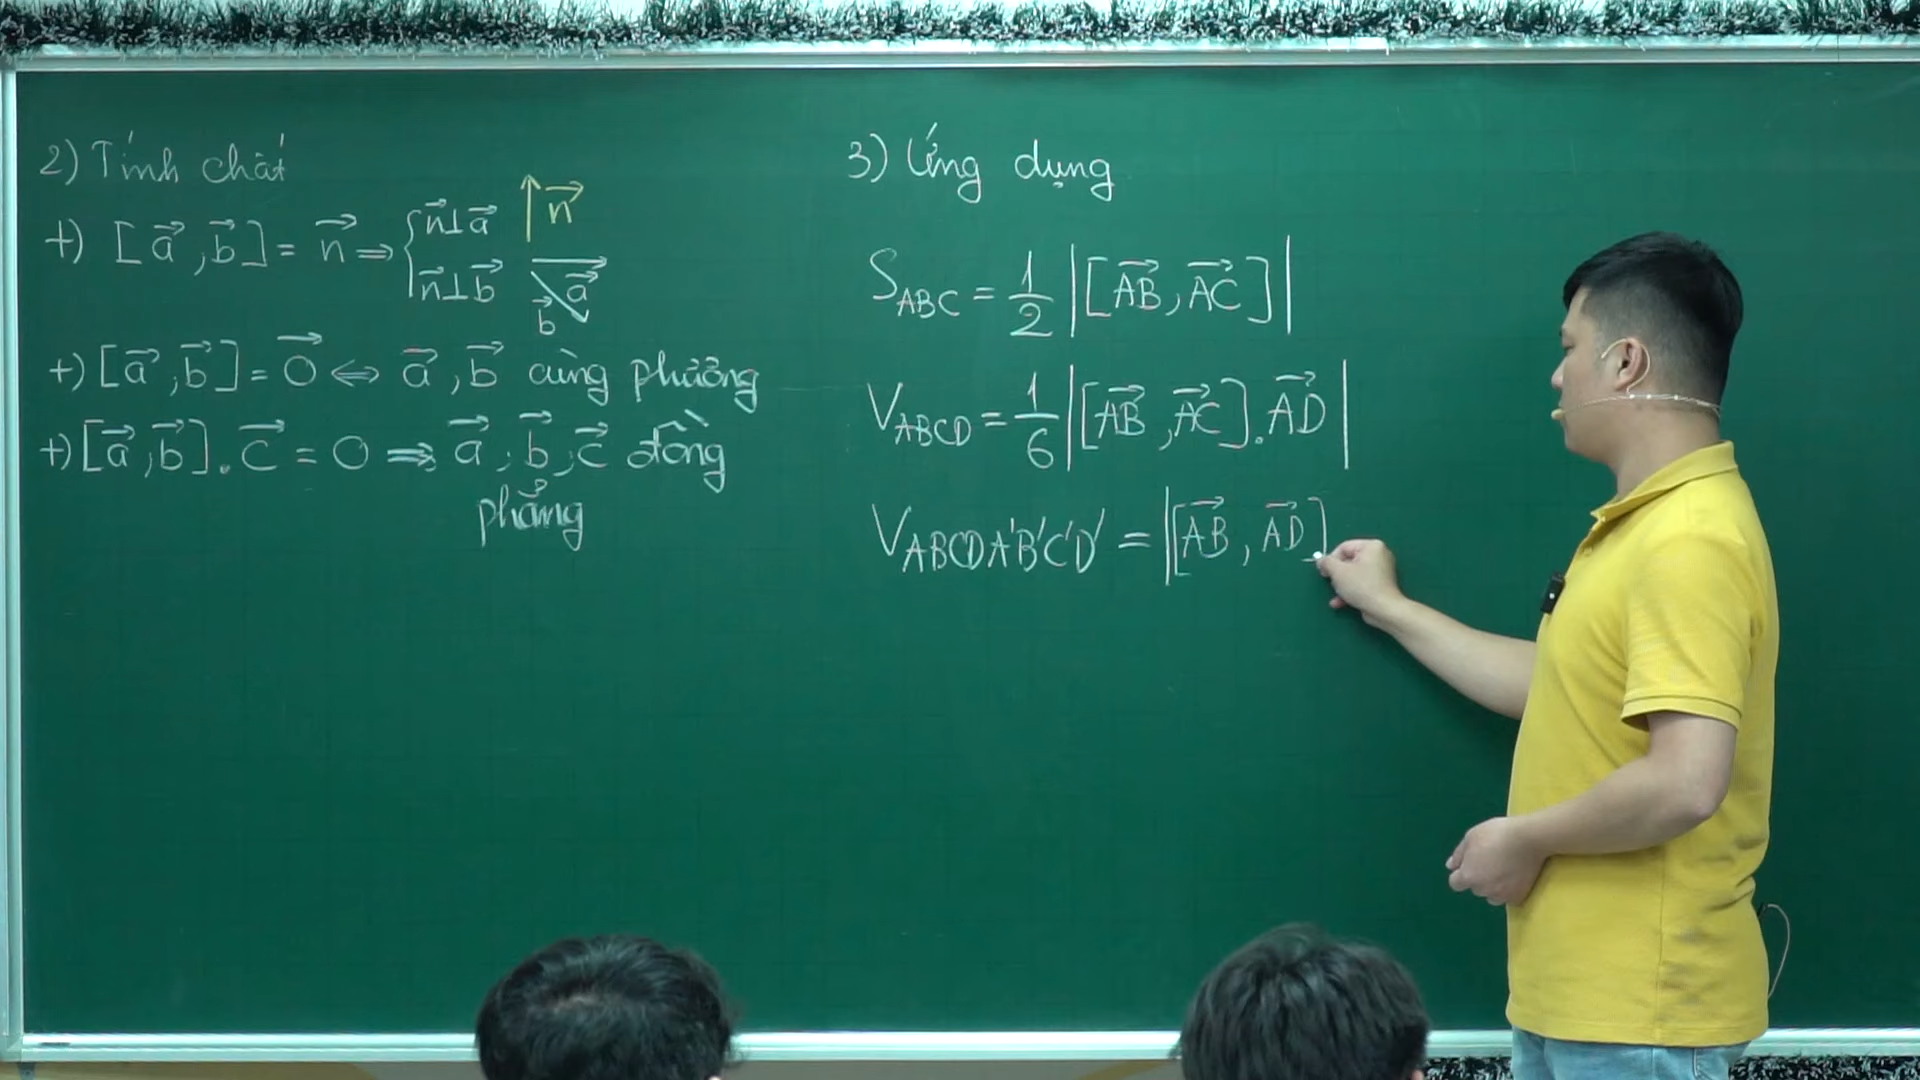 2) Tính chất
+) [a⃗, b⃗] = n⃗ ⇒ { n⃗ ⊥ a⃗
n⃗ ⊥ b⃗
n⃗
a⃗
b⃗
+) [a⃗, b⃗] = 0⃗ ⇔ a⃗, b⃗ cùng phương
+) [a⃗, b⃗] . c⃗ = 0 ⇒ a⃗, b⃗, c⃗ đồng
phẳng
3) Ứng dụng
S_ABC = 1/2 |[AB⃗, AC⃗]|
V_ABCD = 1/6 |[AB⃗, AC⃗] . AD⃗|
V_ABCDA'B'C'D' = |[AB⃗, AD⃗]